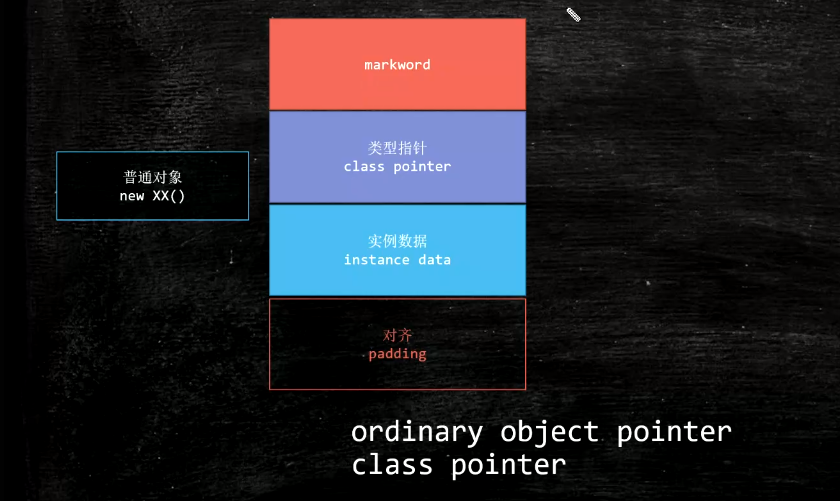 markword
类型指针
class pointer
普通对象
new XX()
实例数据
instance data
对齐
padding
ordinary object pointer
class pointer